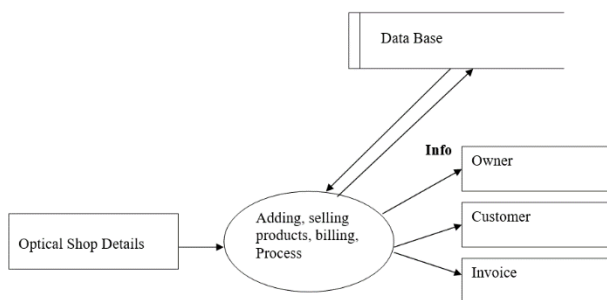 Data Base
Info
Owner
Adding, selling
products, billing,
Process
Customer
Optical Shop Details
Invoice